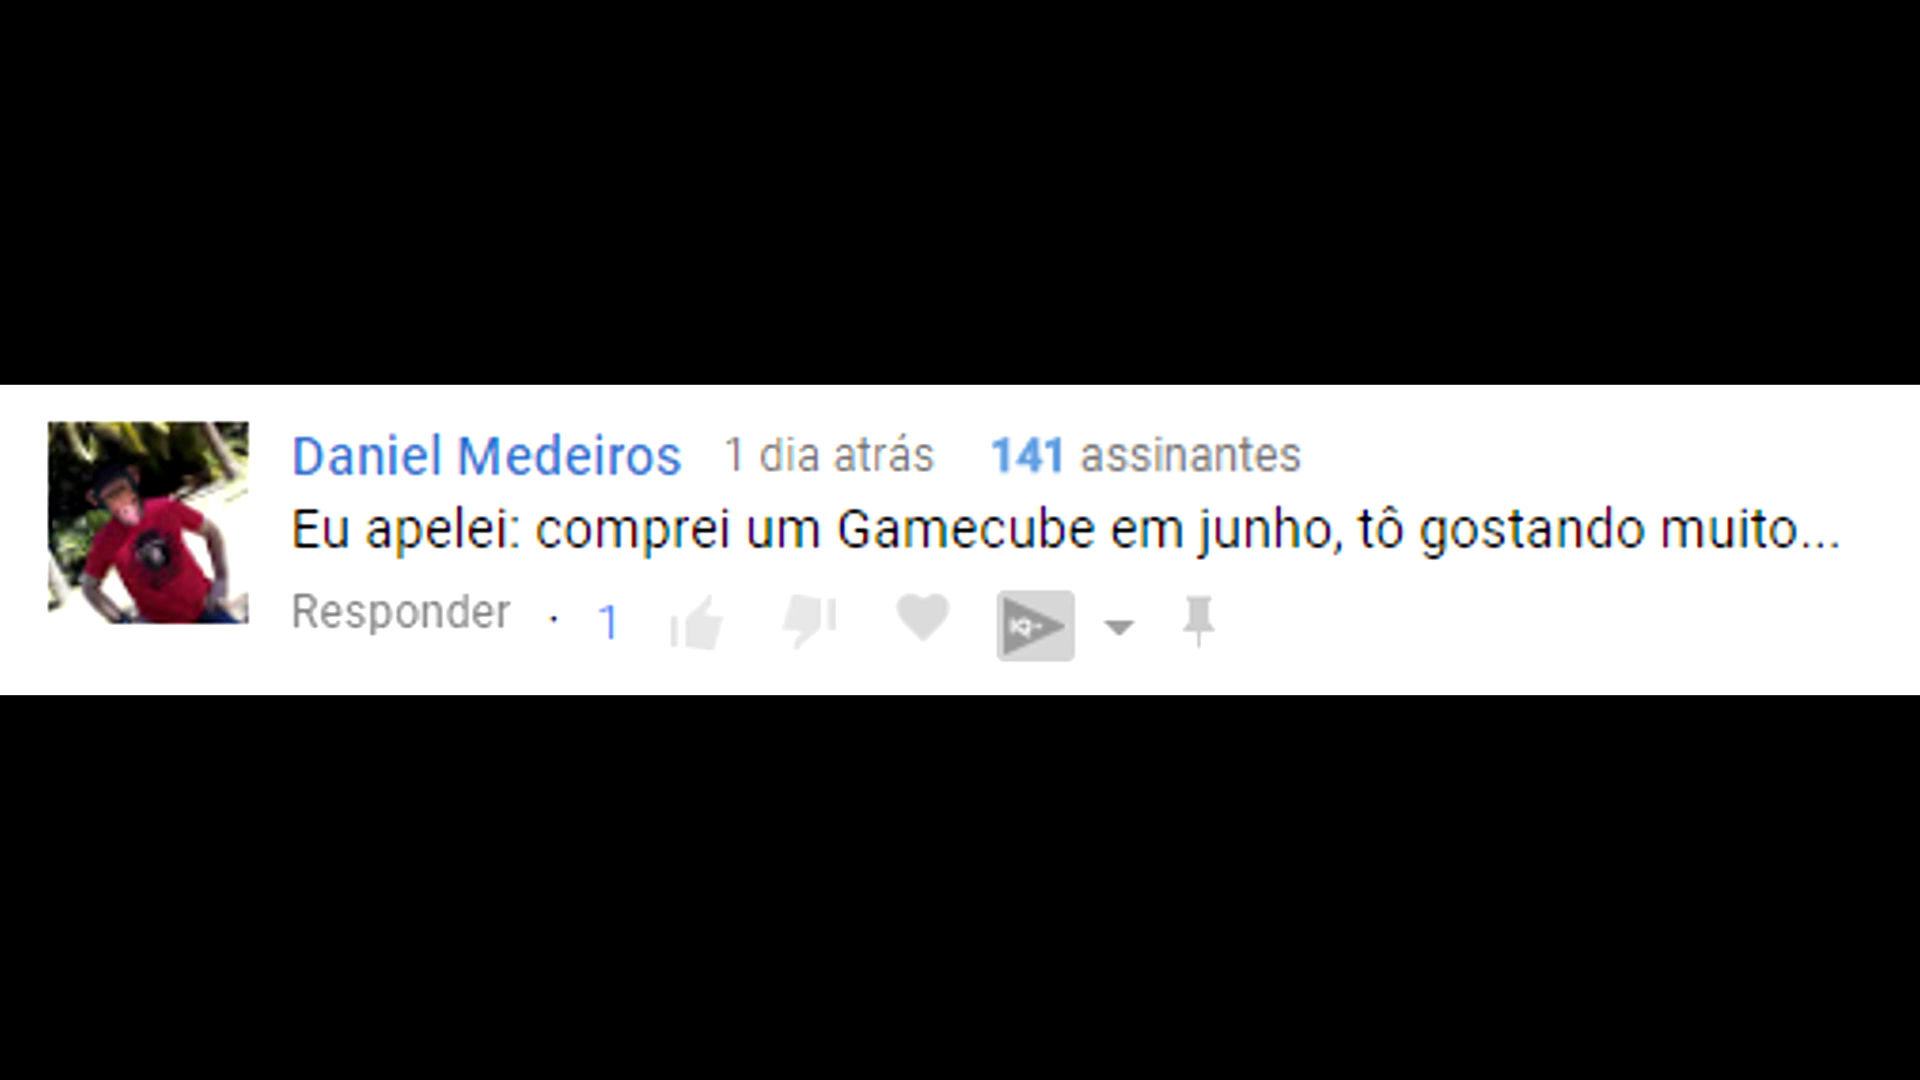 Daniel Medeiros 1 dia atrás 141 assinantes
Eu apelei: comprei um Gamecube em junho, tô gostando muito...
Responder · 1 IQ